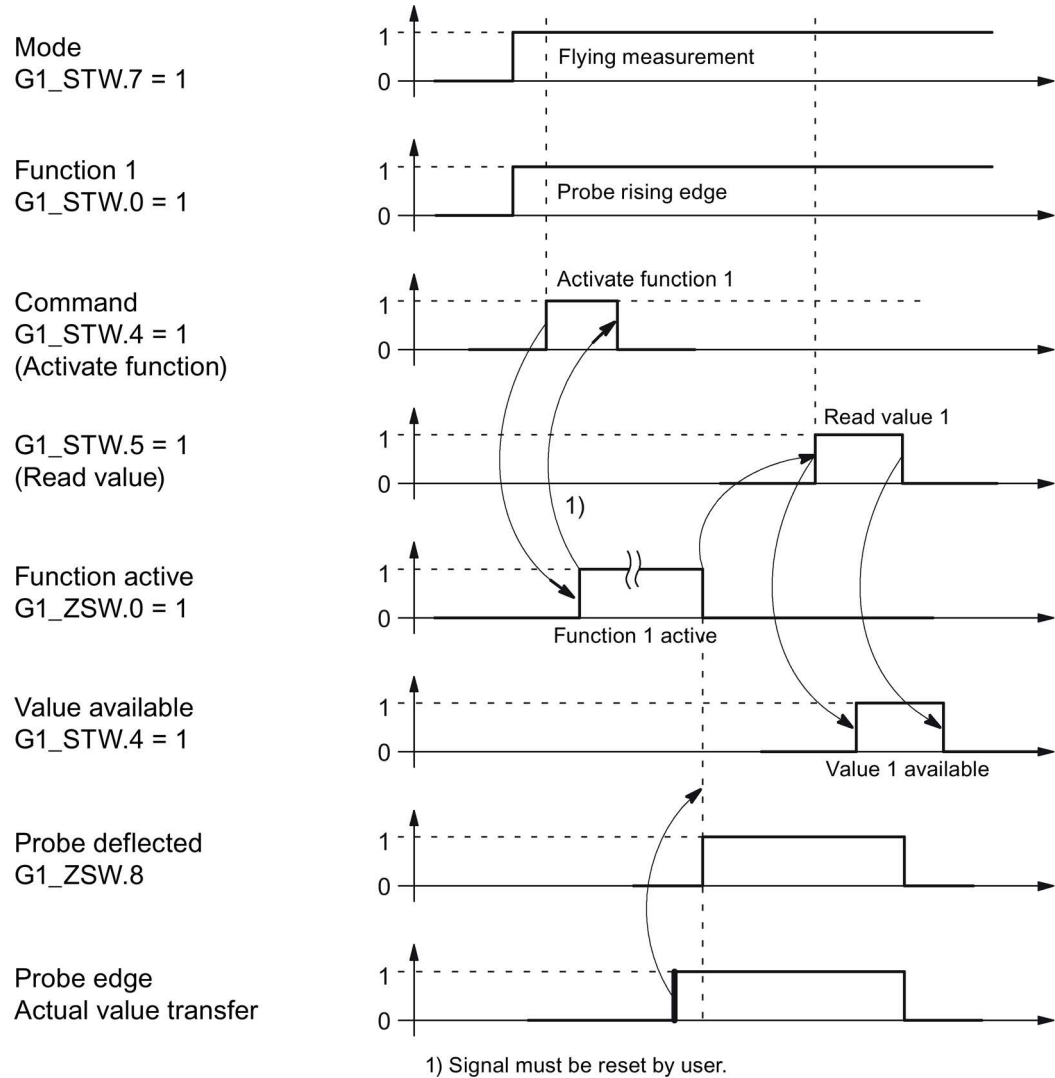 Mode
G1_STW.7 = 1
1
0
Flying measurement
Function 1
G1_STW.0 = 1
1
0
Probe rising edge
Command
G1_STW.4 = 1
(Activate function)
Activate function 1
1
0
G1_STW.5 = 1
(Read value)
Read value 1
1
0
1)
Function active
G1_ZSW.0 = 1
1
0
Function 1 active
Value available
G1_STW.4 = 1
1
0
Value 1 available
Probe deflected
G1_ZSW.8
1
0
Probe edge
Actual value transfer
1
0
1) Signal must be reset by user.